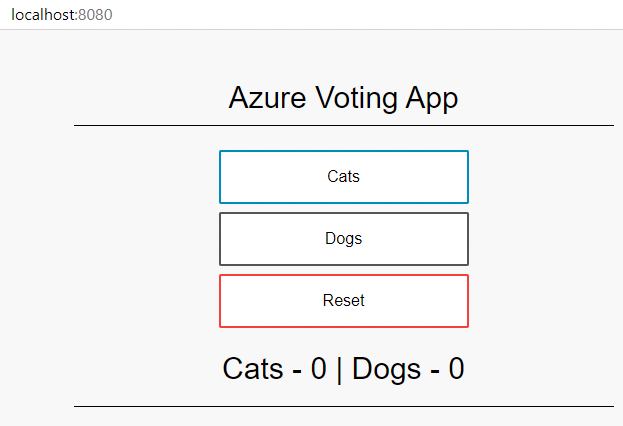 localhost:8080
Azure Voting App
Cats
Dogs
Reset
Cats - 0 | Dogs - 0